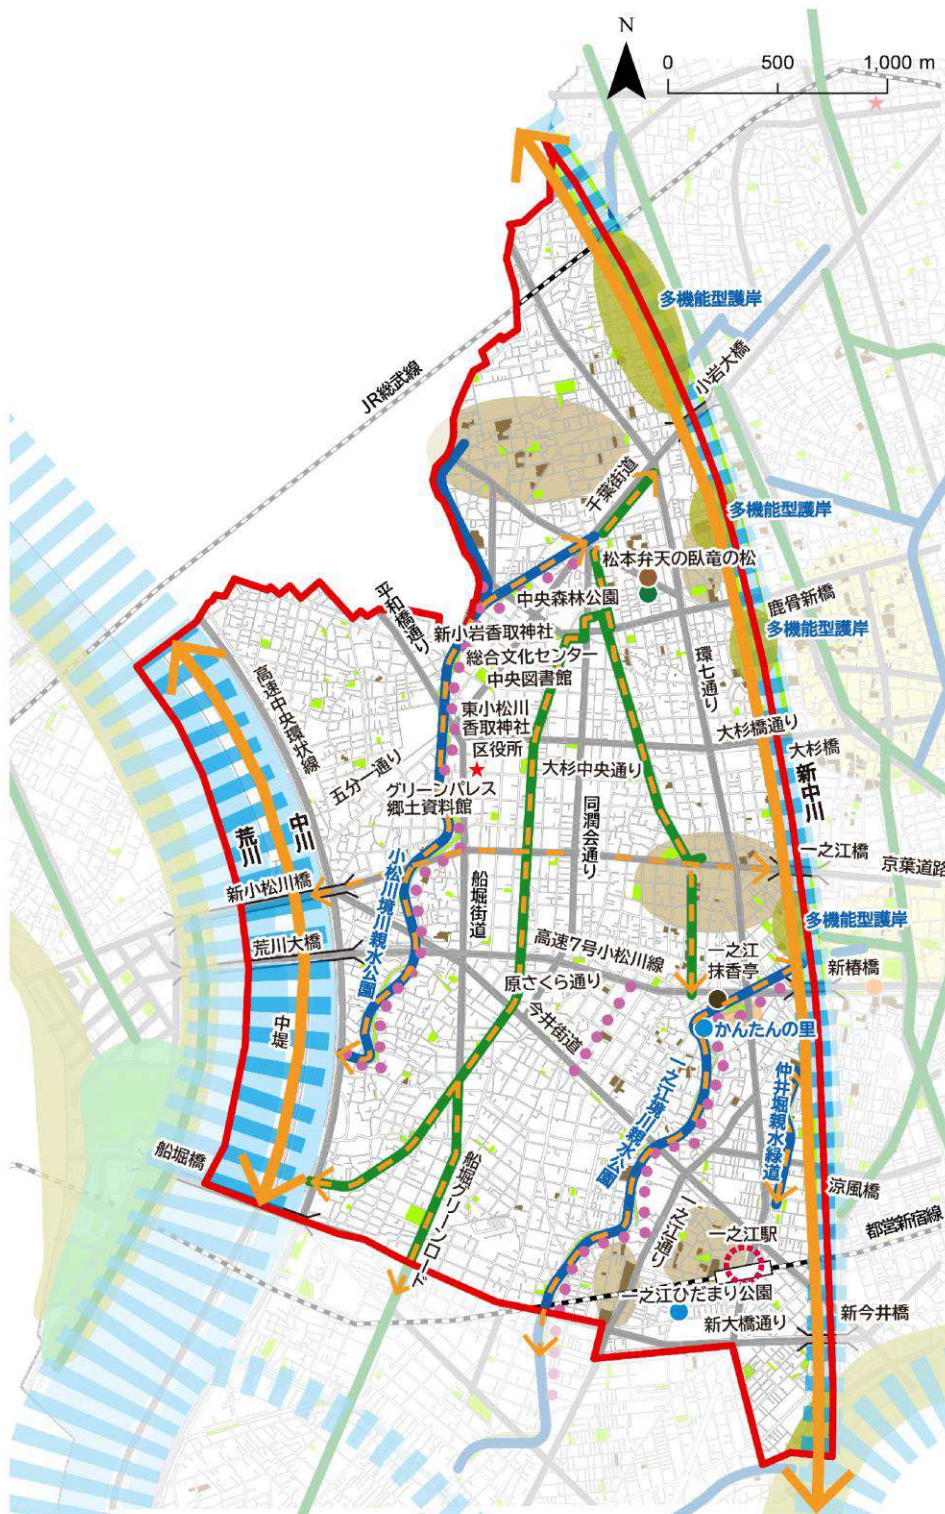 N
0 500 1,000 m
多機能型護岸
小岩大橋
JR総武線
千葉街道
多機能型護岸
松本弁天の臥竜の松
中央森林公園
鹿骨新橋
平和橋通り
新小岩香取神社
多機能型護岸
総合文化センター
中央図書館
環七通り
高速中央環状線
東小松川
香取神社
区役所
大杉橋通り
大杉橋
五分一通り
大杉中央通り
新中川
グリーンパレス
郷土資料館
中川
荒川
同潤会通り
一之江橋
京葉道路
新小松川橋
小松川境川親水公園
船堀街道
多機能型護岸
荒川大橋
高速7号小松川線
一之江
抹香亭
新椿橋
原さくら通り
中堤
今井街道
かんたんの里
一之江境川親水公園
仲井堀親水緑道
船堀橋
船堀グリーンロード
涼風橋
一之江通り
一之江駅
都営新宿線
一之江ひだまり公園
新大橋通り
新今井橋